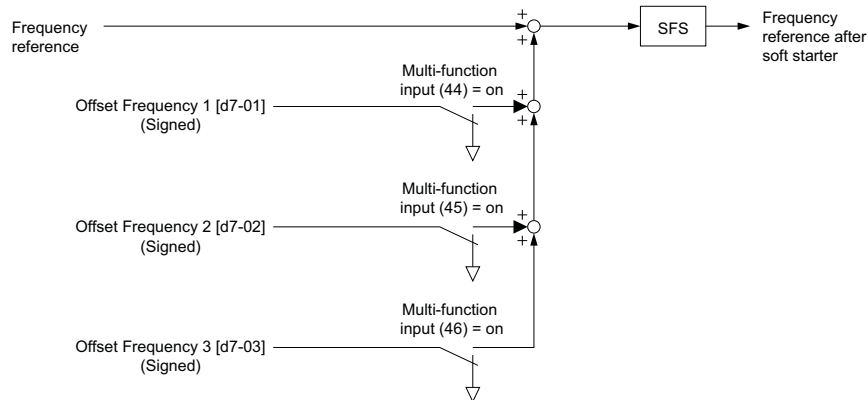 Frequency
reference
+
+
SFS
Frequency
reference after
soft starter
Multi-function
input (44) = on
Offset Frequency 1 [d7-01]
(Signed)
+
+
Multi-function
input (45) = on
Offset Frequency 2 [d7-02]
(Signed)
+
+
Multi-function
input (46) = on
Offset Frequency 3 [d7-03]
(Signed)